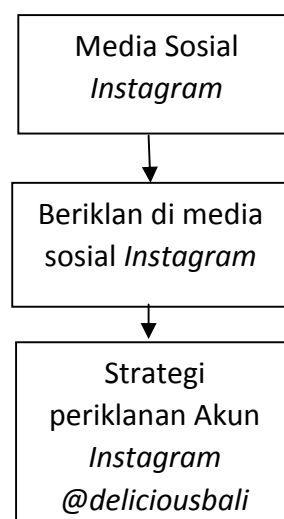 Media Sosial
Instagram
Beriklan di media
sosial Instagram
Strategi
periklanan Akun
Instagram
@deliciousbali